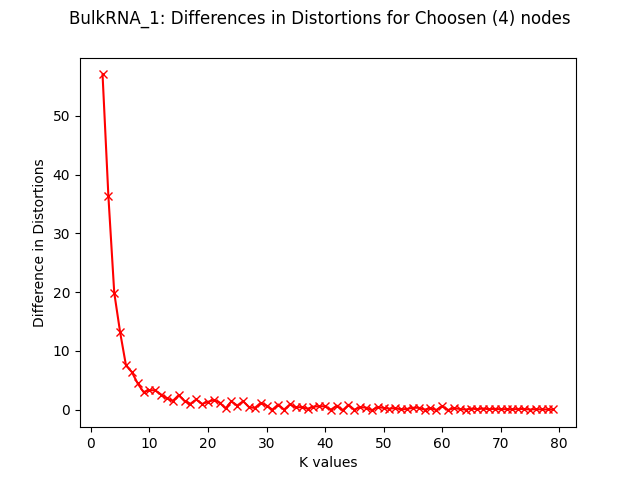 BulkRNA_1: Differences in Distortions for Choosen (4) nodes
Difference in Distortions
50
40
30
20
10
0
0 10 20 30 40 50 60 70 80
K values